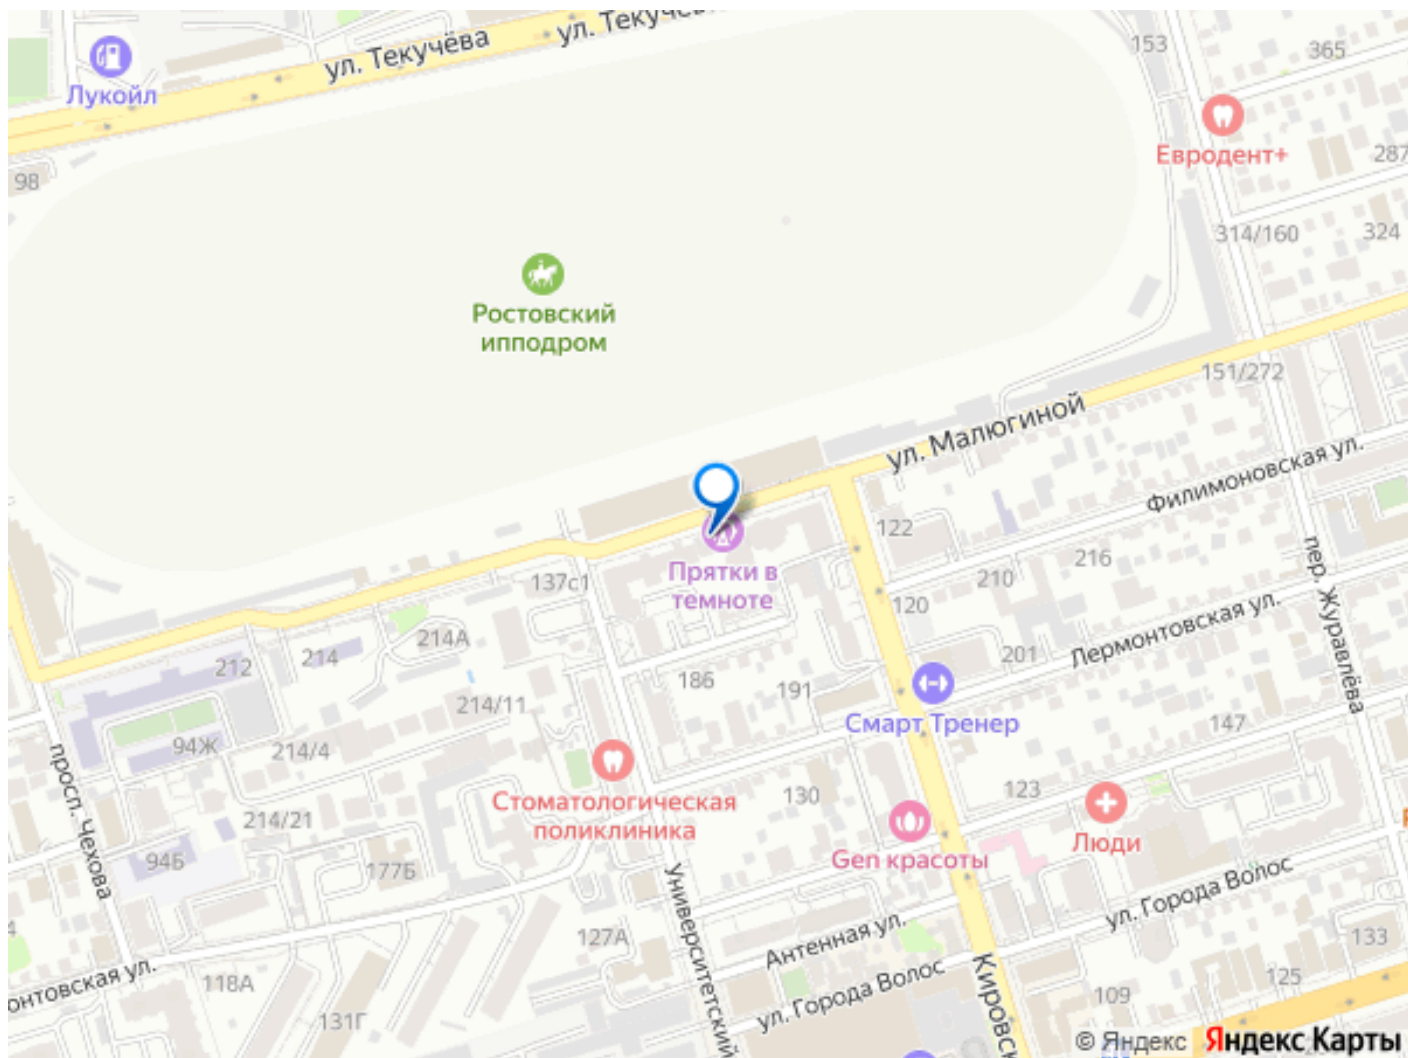 ул. Текучёва
ул. Текучёва
153
365
Лукойл
Евродент+
287
98
314/160
324
Ростовский
ипподром
151/272
ул. Малюгиной
Филимоновская ул.
122
137с1
Прятки в
темноте
216
210
пер. Журавлёва
120
214А
214
212
201
Лермонтовская ул.
186
191
214/11
Смарт Тренер
147
94Ж
214/4
просп. Чехова
130
123
Стоматологическая
поликлиника
214/21
Люди
Gen красоты
94Б
177Б
Университетский
ул. Города Волос
127А
Антенная ул.
133
онтовская ул.
118А
ул. Города Волос
Кировск
125
109
131Г
© Яндекс Яндекс Карты